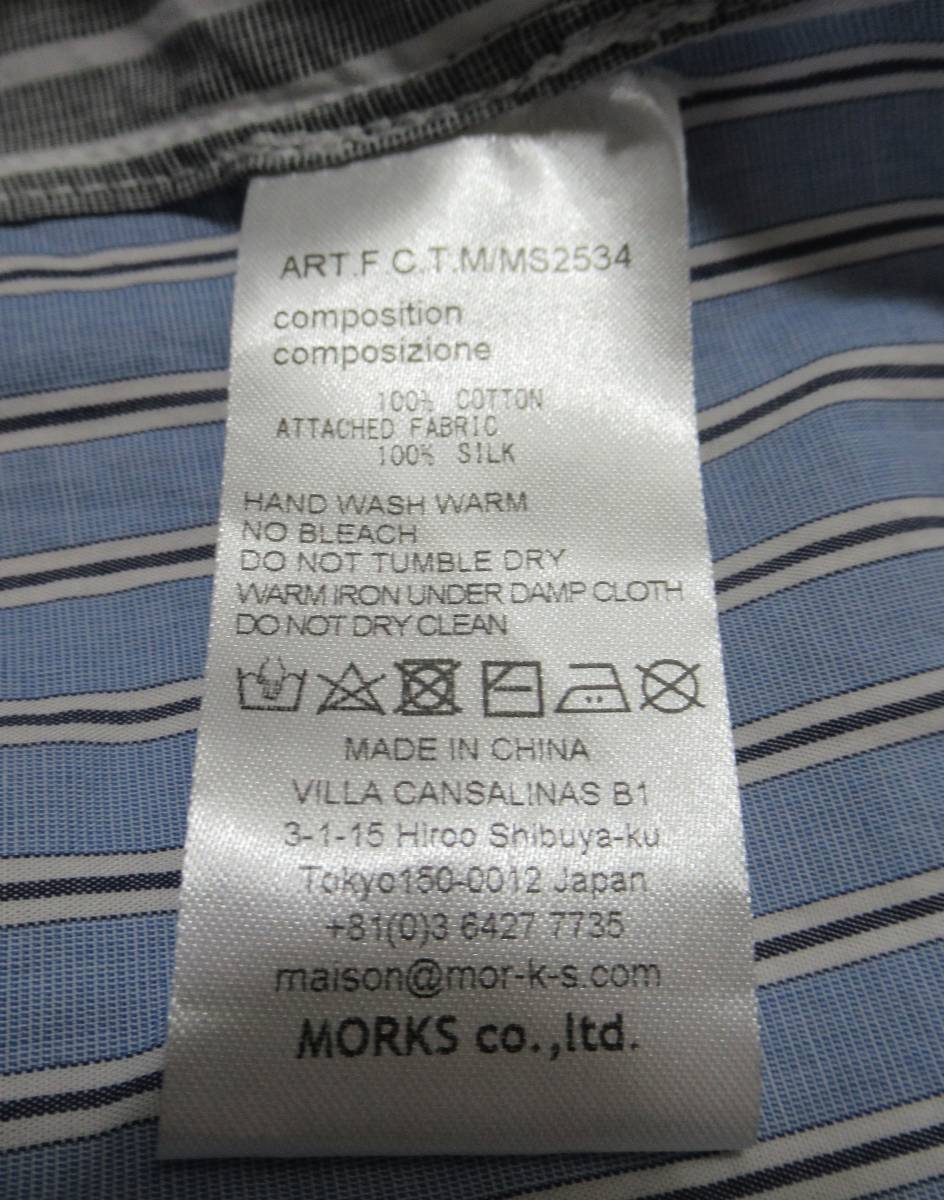 ART.F.C.T.M/MS2534
composition
composizione
100% COTTON
ATTACHED FABRIC
100% SILK
HAND WASH WARM
NO BLEACH
DO NOT TUMBLE DRY
WARM IRON UNDER DAMP CLOTH
DO NOT DRY CLEAN
MADE IN CHINA
VILLA CANSALINAS B1
3-1-15 Hiroo Shibuya-ku
Tokyo150-0012 Japan
+81(0)3 6427 7735
maison@mor-k-s.com
MORKS co.,ltd.